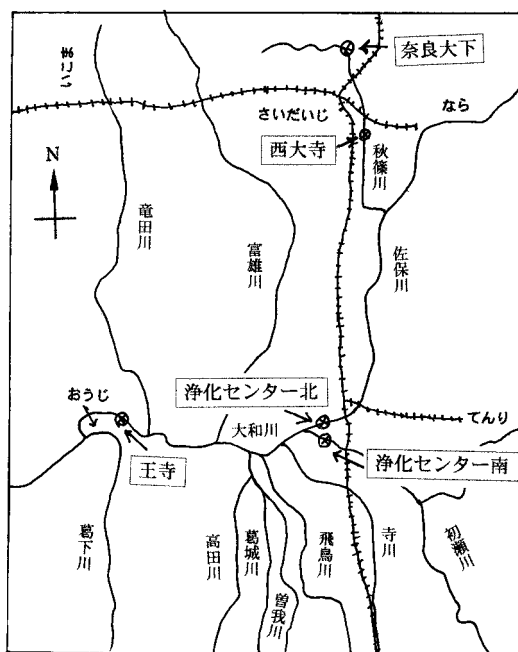 奈良大下
いこま
さいだいじ
なら
西大寺
秋篠川
N
竜田川
富雄川
佐保川
浄化センター北
おうじ
大和川
てんり
王寺
浄化センター南
葛下川
高田川
葛城川
曽我川
飛鳥川
寺川
初瀬川